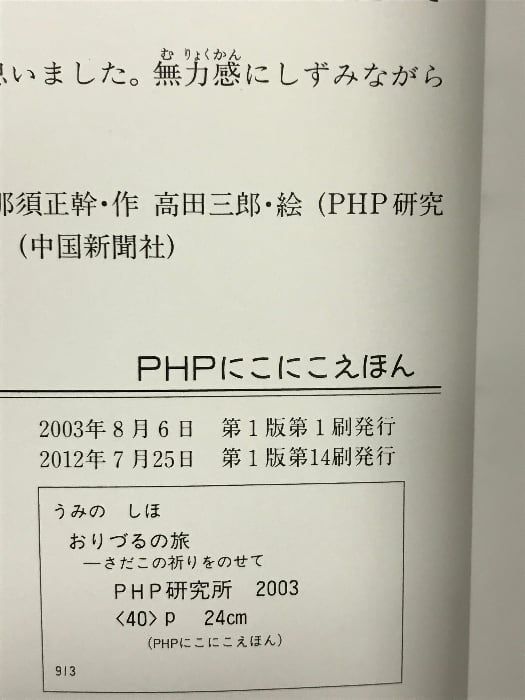 思いました。無力感にしずみながら
む りょくかん
那須正幹・作 高田三郎・絵 (PHP研究
(中国新聞社)
PHPにこにこえほん
2003年8月6日 第1版第1刷発行
2012年7月25日 第1版第14刷発行
うみの しほ
おりづるの旅
―さだこの祈りをのせて
PHP研究所 2003
〈40〉p 24cm
(PHPにこにこえほん)
913